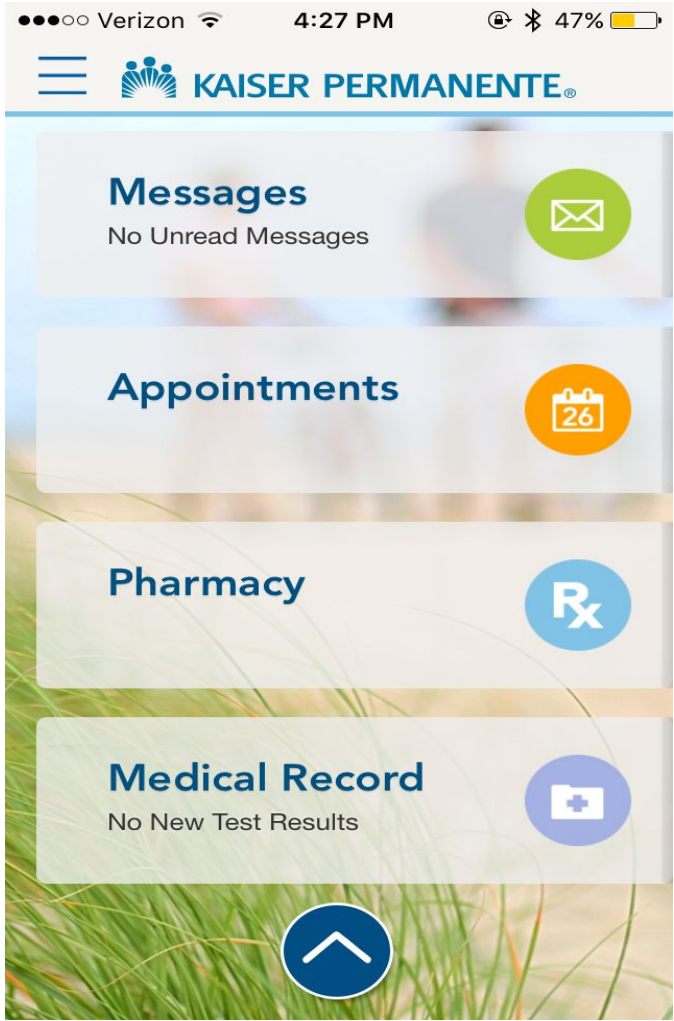 Verizon 4:27 PM 47%
KAISER PERMANENTE®
Messages
No Unread Messages
Appointments
26
Pharmacy
Rx
Medical Record
No New Test Results